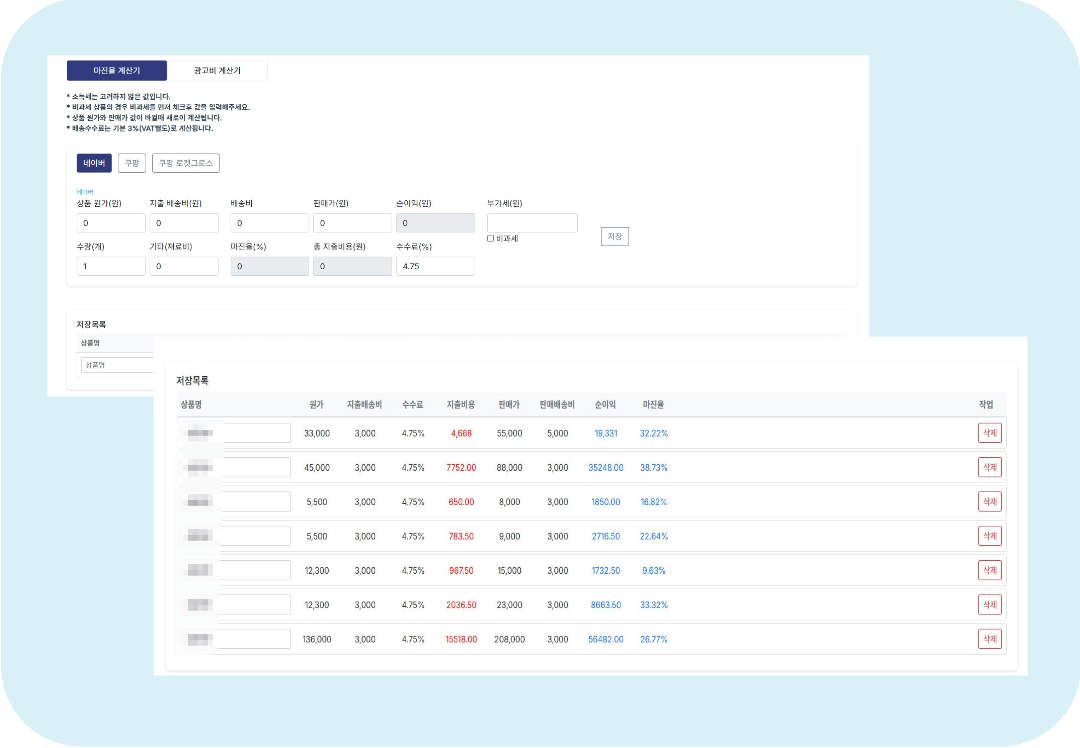 마진율 계산기 광고비 계산기
* 소득세는 고려하지 않은 값입니다.
* 비과세 상품의 경우 비과세를 먼저 체크후 값을 입력해주세요.
* 상품 원가와 판매가 값이 바뀔때 새로이 계산됩니다.
* 배송수수료는 기본 3%(VAT별도)로 계산됩니다.
네이버 쿠팡 쿠팡 로켓그로스
네이버
상품 원가(원) 지출 배송비(원) 배송비 판매가(원) 순이익(원) 부가세(원)
0 0 0 0 0
비과세 저장
수량(개) 기타(재료비) 마진율(%) 총 지출비용(원) 수수료(%)
1 0 0 0 4.75
저장목록
상품명
상품명
저장목록
상품명 원가 지출배송비 수수료 지출비용 판매가 판매배송비 순이익 마진율 작업
33,000 3,000 4.75% 4,668 55,000 5,000 19,331 32.22% 삭제
45,000 3,000 4.75% 7752.00 88,000 3,000 35248.00 38.73% 삭제
5,500 3,000 4.75% 650.00 8,000 3,000 1850.00 16.82% 삭제
5,500 3,000 4.75% 783.50 9,000 3,000 2716.50 22.64% 삭제
12,300 3,000 4.75% 967.50 15,000 3,000 1732.50 9.63% 삭제
12,300 3,000 4.75% 2036.50 23,000 3,000 8663.50 33.32% 삭제
136,000 3,000 4.75% 15518.00 208,000 3,000 56482.00 26.77% 삭제